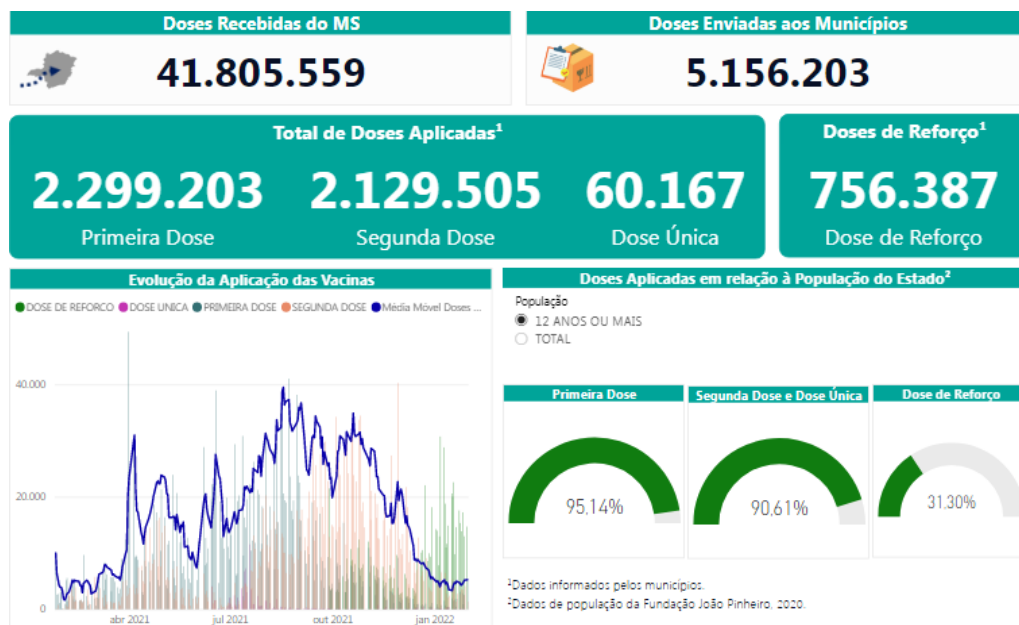 Doses Recebidas do MS
41.805.559
Doses Enviadas aos Municípios
5.156.203
Total de Doses Aplicadas¹
2.299.203
Primeira Dose
2.129.505
Segunda Dose
60.167
Dose Única
Doses de Reforço¹
756.387
Dose de Reforço
Evolução da Aplicação das Vacinas
DOSE DE REFORCO DOSE UNICA PRIMEIRA DOSE SEGUNDA DOSE Média Móvel Doses ...
40.000
20.000
0
abr 2021 jul 2021 out 2021 jan 2022
Doses Aplicadas em relação à População do Estado²
População
12 ANOS OU MAIS
TOTAL
Primeira Dose
95,14%
Segunda Dose e Dose Única
90,61%
Dose de Reforço
31,30%
¹Dados informados pelos municípios.
²Dados de população da Fundação João Pinheiro, 2020.